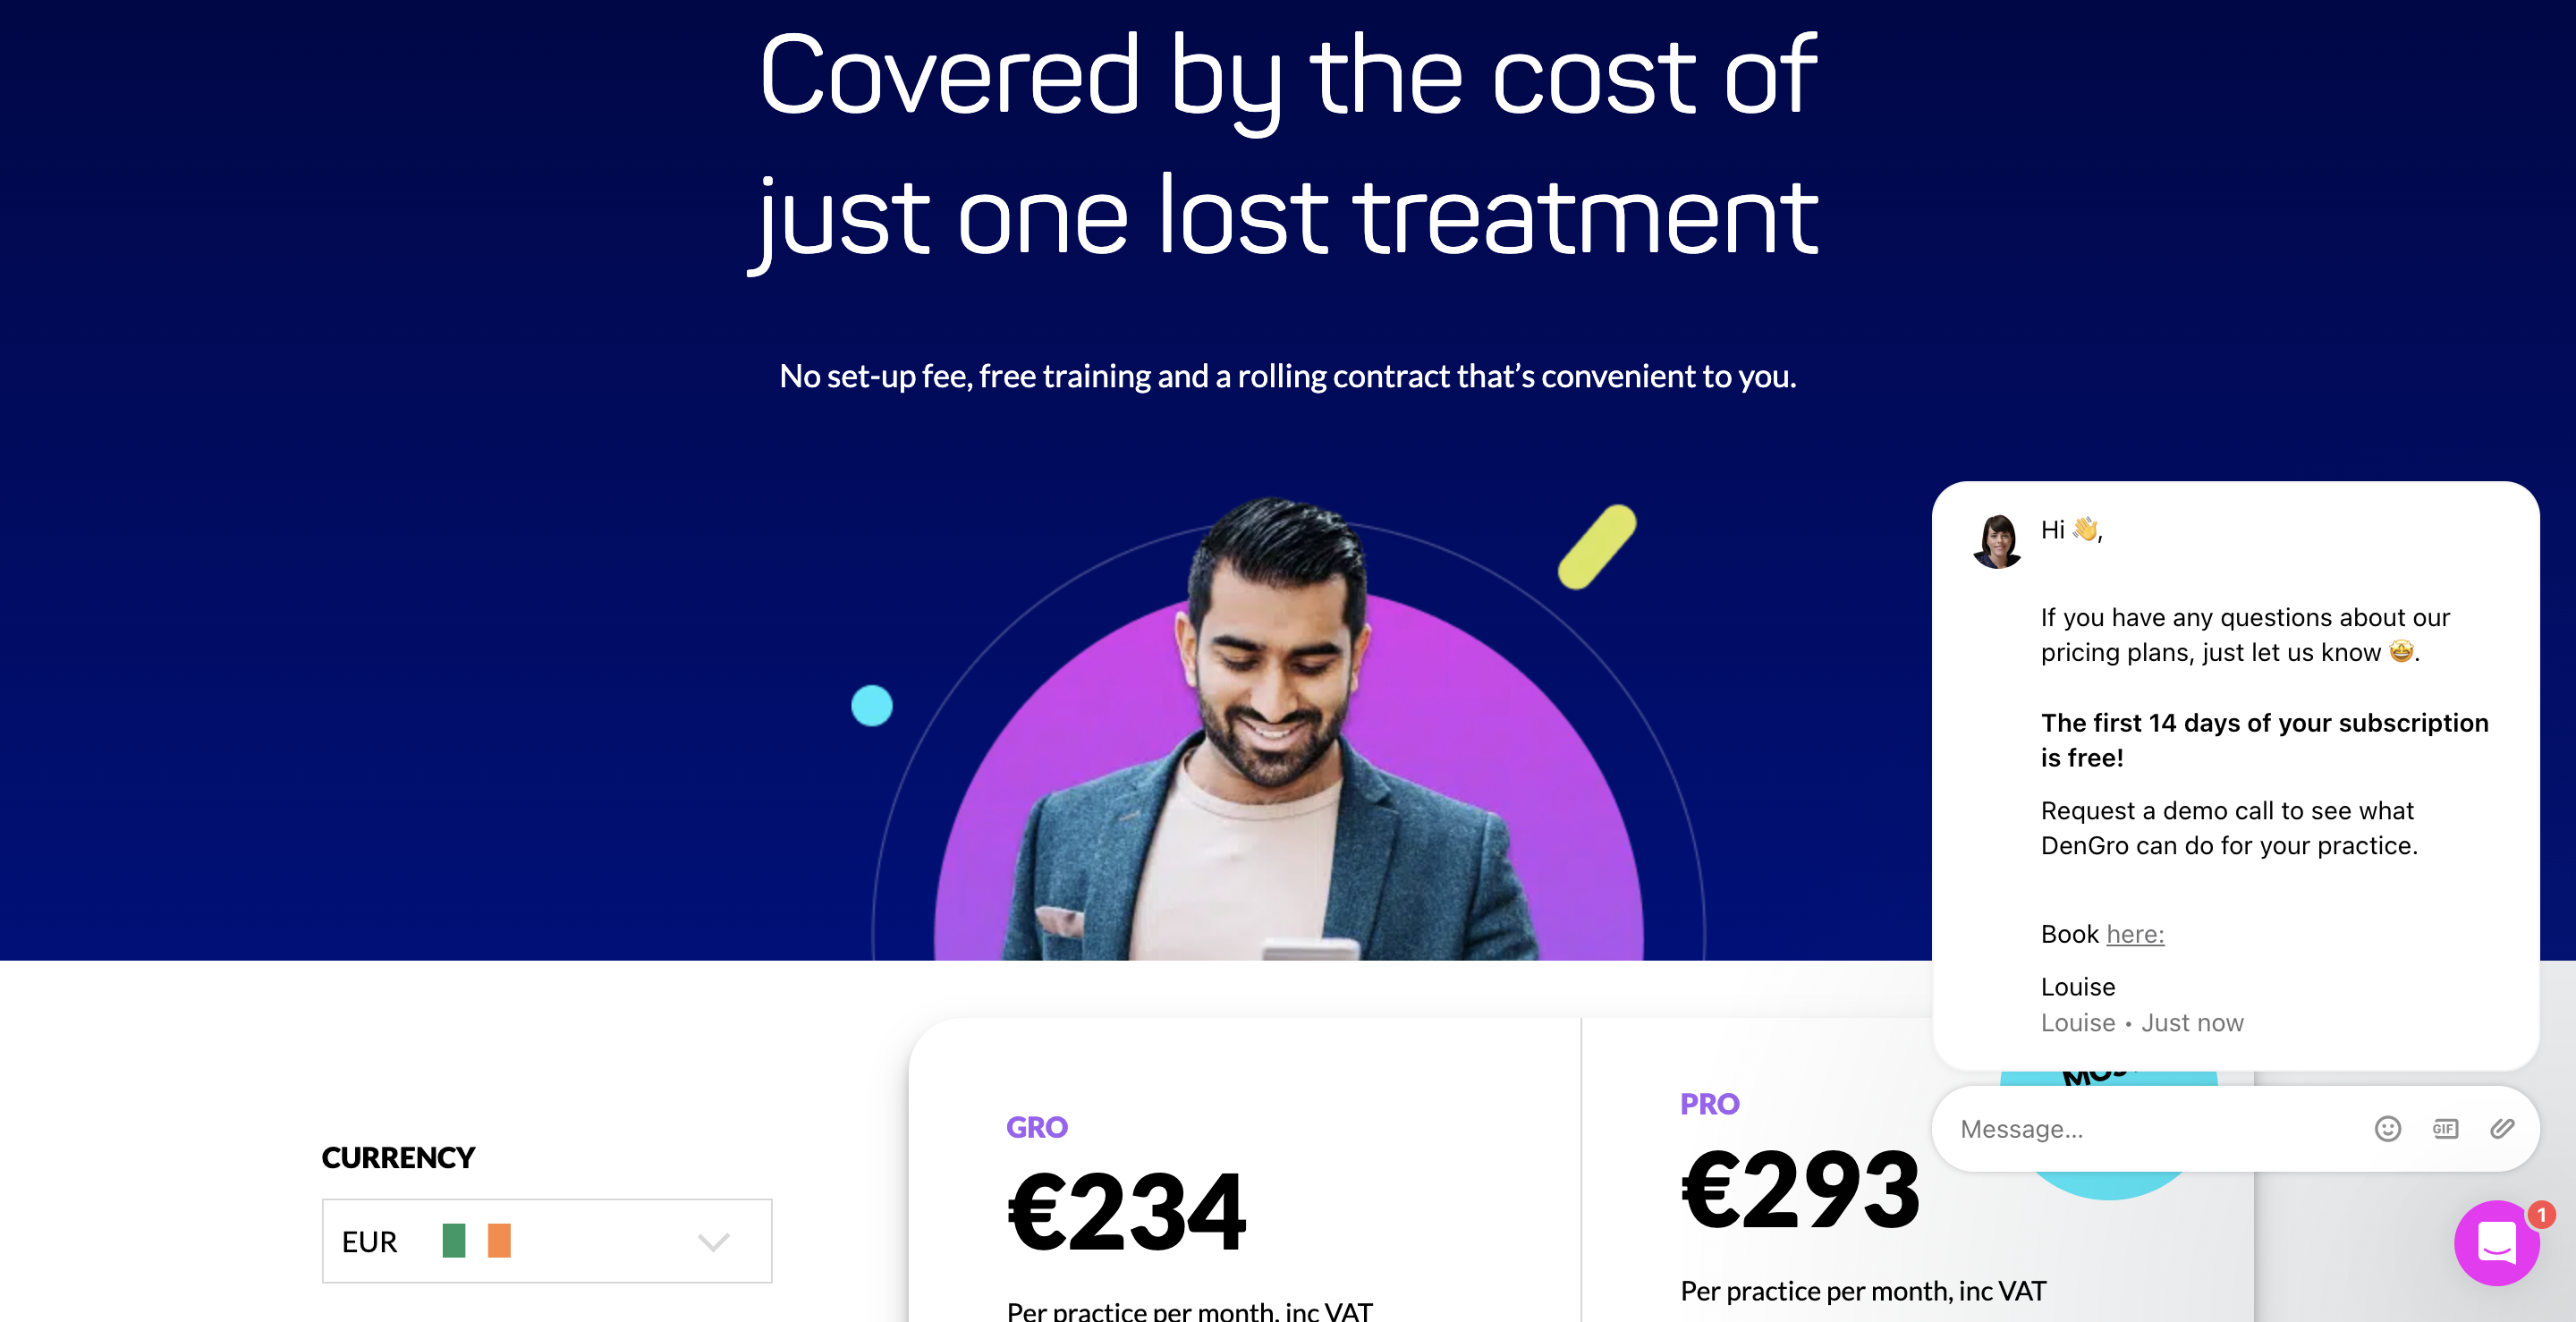 Covered by the cost of
just one lost treatment
No set-up fee, free training and a rolling contract that’s convenient to you.
Hi 👋,
If you have any questions about our
pricing plans, just let us know 🤩.
The first 14 days of your subscription
is free!
Request a demo call to see what
DenGro can do for your practice.
Book here:
Louise
Louise • Just now
CURRENCY
EUR
GRO
€234
Per practice per month, inc VAT
PRO
€293
Per practice per month, inc VAT
Message...
GIF
1